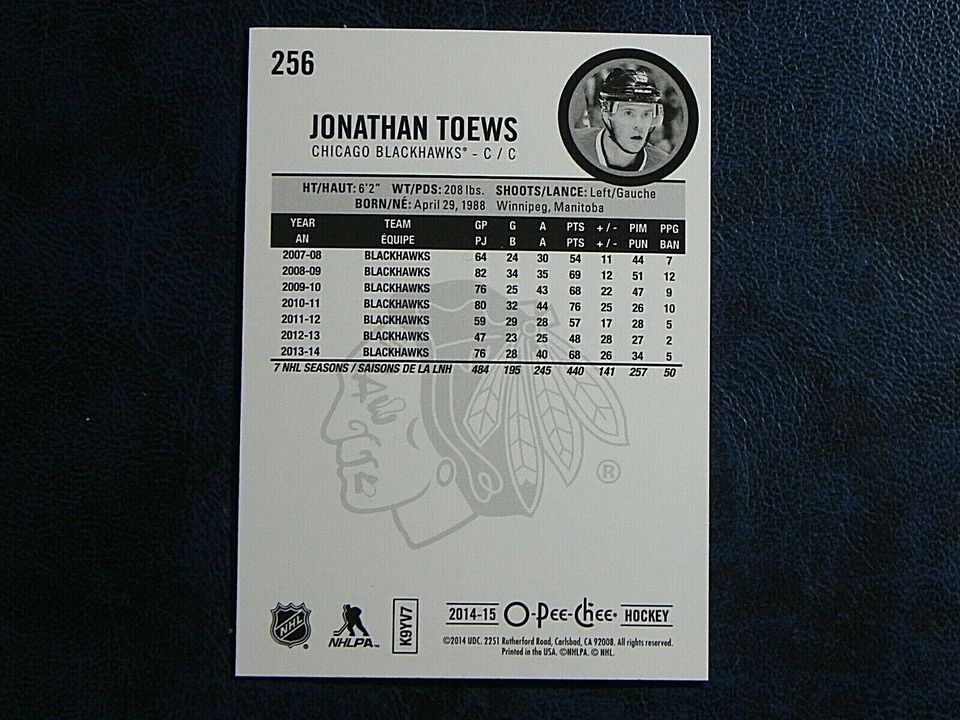 256
JONATHAN TOEWS
CHICAGO BLACKHAWKS® - C / C
HT/HAUT: 6'2" WT/PDS: 208 lbs. SHOOTS/LANCE: Left/Gauche
BORN/NÉ: April 29, 1988 Winnipeg, Manitoba
YEAR TEAM GP G A PTS + / - PIM PPG
AN ÉQUIPE PJ B A PTS + / - PUN BAN
2007-08 BLACKHAWKS 64 24 30 54 11 44 7
2008-09 BLACKHAWKS 82 34 35 69 12 51 12
2009-10 BLACKHAWKS 76 25 43 68 22 47 9
2010-11 BLACKHAWKS 80 32 44 76 25 26 10
2011-12 BLACKHAWKS 59 29 28 57 17 28 5
2012-13 BLACKHAWKS 47 23 25 48 28 27 2
2013-14 BLACKHAWKS 76 28 40 68 26 34 5
7 NHL SEASONS / SAISONS DE LA LNH 484 195 245 440 141 257 50
®
NHL NHLPA™ K9YV7 2014-15 O-Pee-Chee® HOCKEY
©2014 UDC. 2251 Rutherford Road, Carlsbad, CA 92008. All rights reserved.
Printed in the USA. ©NHLPA. © NHL.